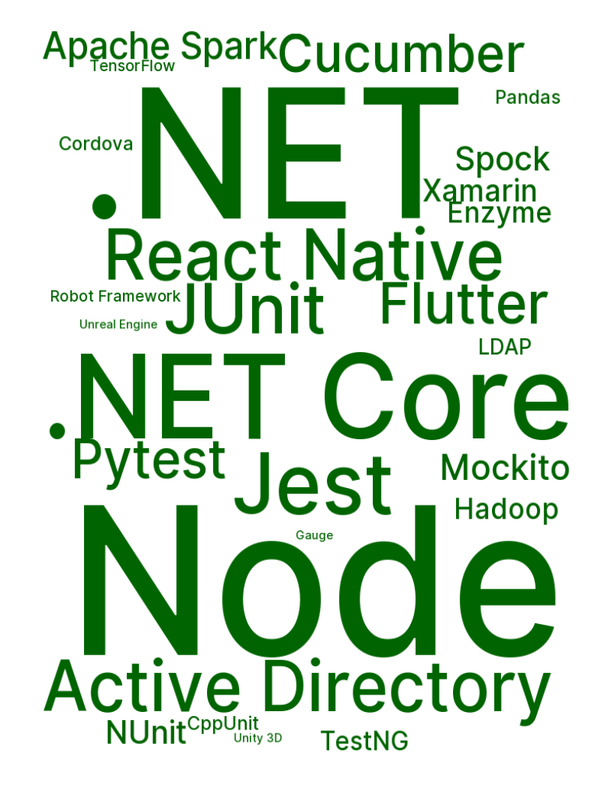 Apache Spark Cucumber
TensorFlow
.NET
Pandas
Cordova
Spock
Xamarin
Enzyme
React Native
Robot Framework JUnit Flutter
Unreal Engine
LDAP
.NET Core
Pytest Jest Mockito
Hadoop
Gauge
Node
Active Directory
NUnit CppUnit
Unity 3D TestNG